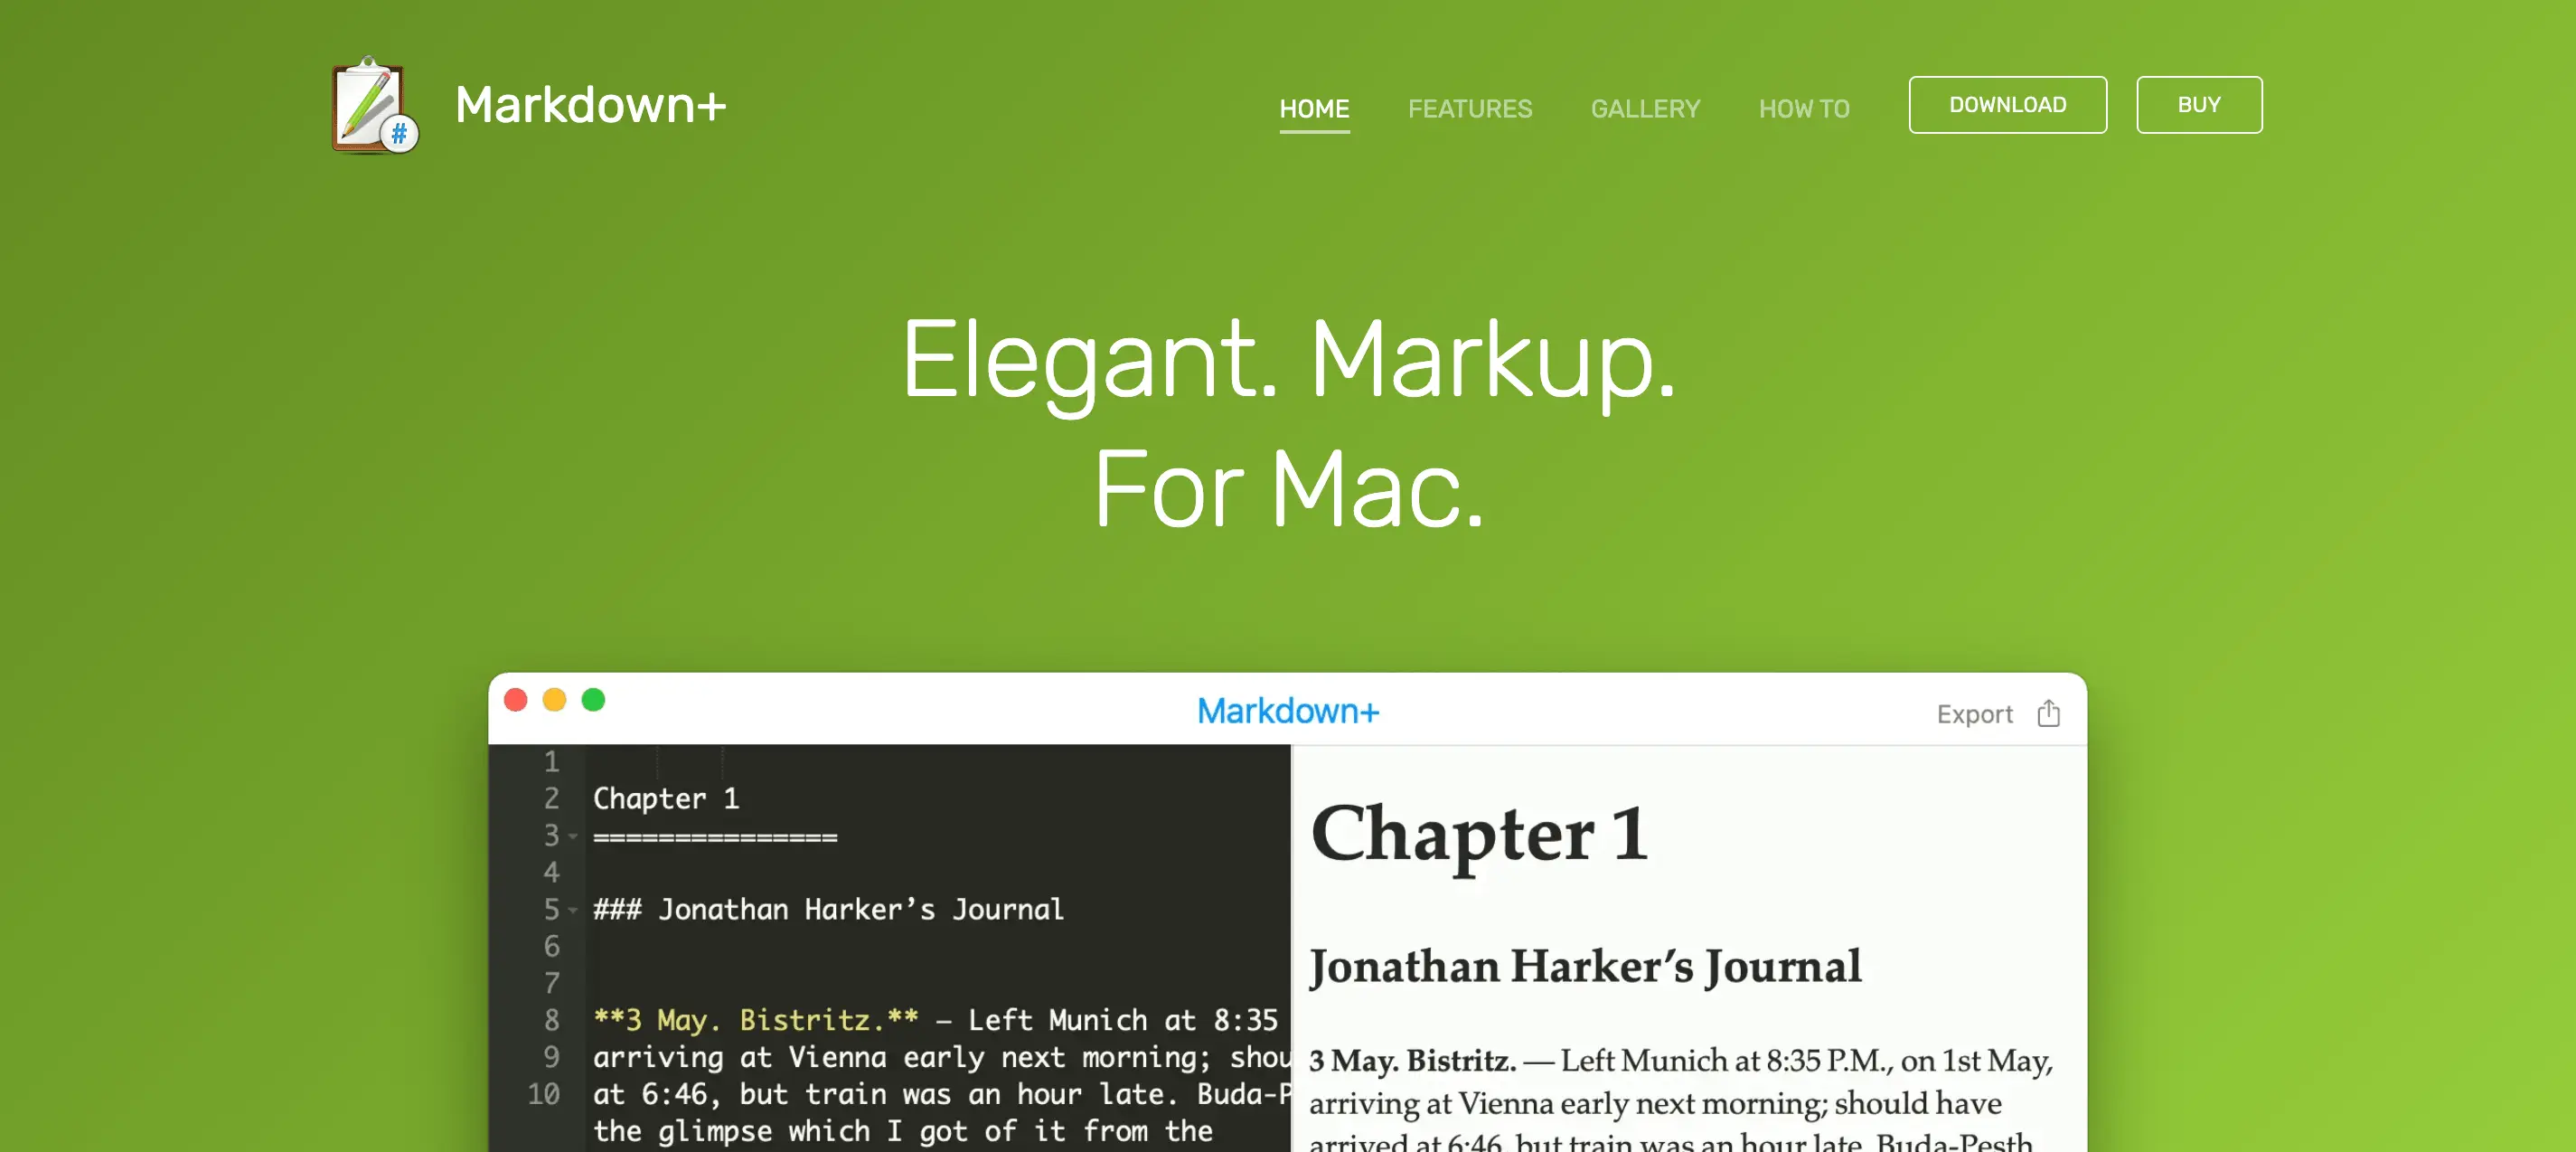 #
Markdown+
HOME FEATURES GALLERY HOW TO DOWNLOAD BUY
Elegant. Markup.
For Mac.
Markdown+
Export
1
2 Chapter 1
3 ===============
4
5 ### Jonathan Harker’s Journal
6
7
8 **3 May. Bistritz.** – Left Munich at 8:35
9 arriving at Vienna early next morning; shou
10 at 6:46, but train was an hour late. Buda-P
the glimpse which I got of it from the
Chapter 1
Jonathan Harker’s Journal
3 May. Bistritz. — Left Munich at 8:35 P.M., on 1st May,
arriving at Vienna early next morning; should have
arrived at 6:46, but train was an hour late. Buda-Pesth